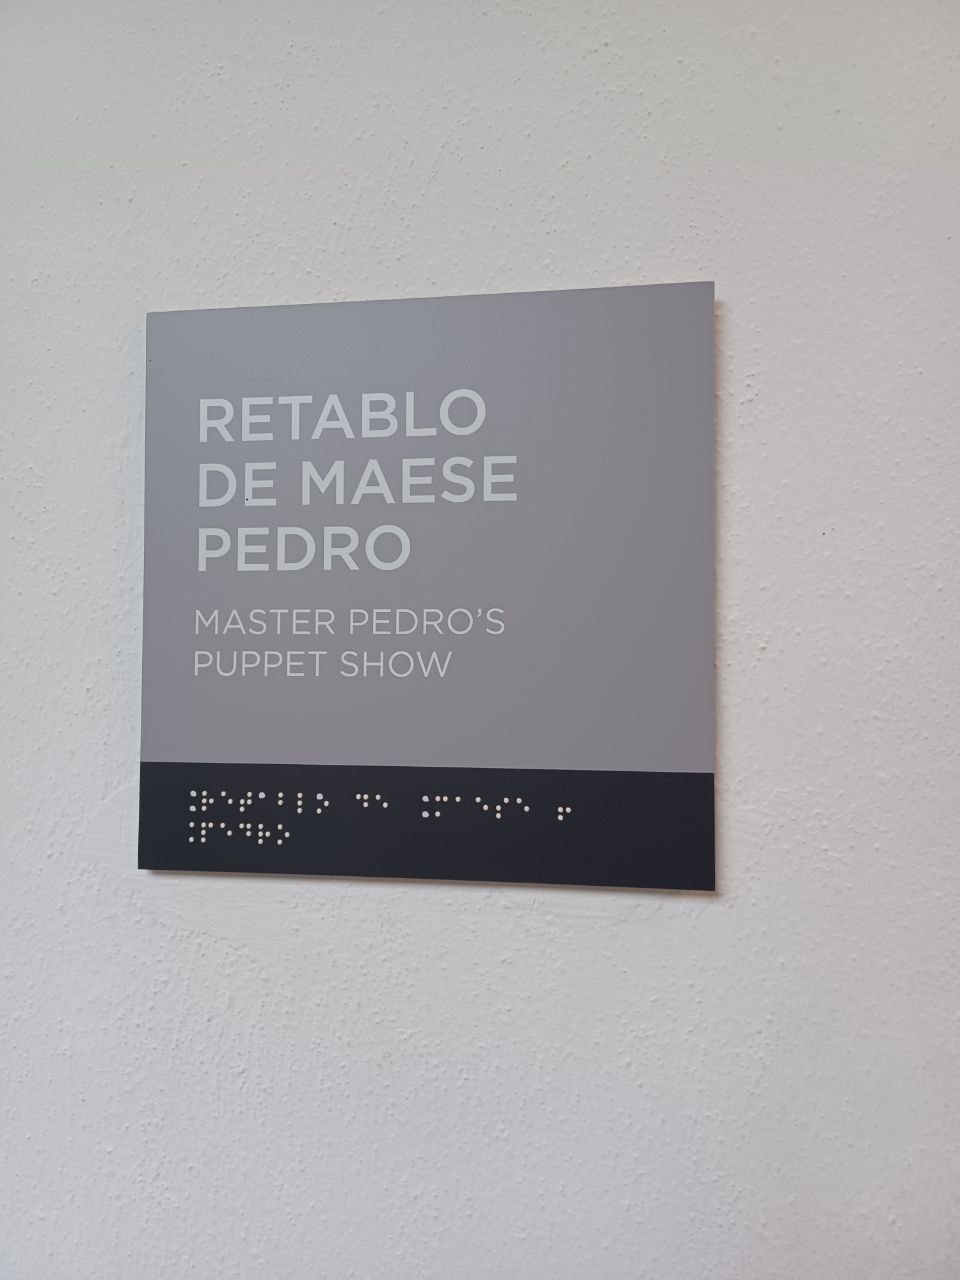 RETABLO
DE MAESE
PEDRO
MASTER PEDRO'S
PUPPET SHOW